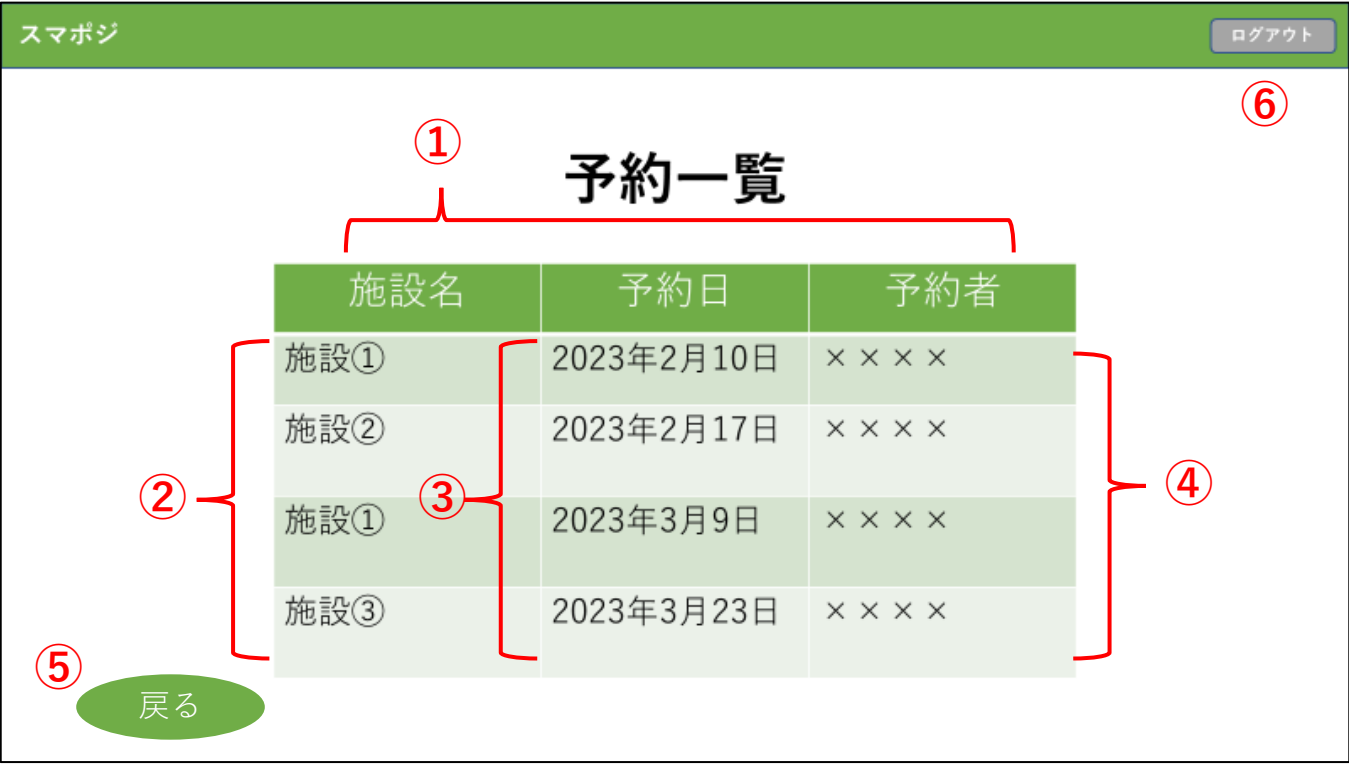 スマポジ ログアウト
⑥
①
予約一覧
施設名 予約日 予約者
施設① 2023年2月10日 ××××
施設② 2023年2月17日 ××××
② ③ ④
施設① 2023年3月9日 ××××
施設③ 2023年3月23日 ××××
⑤
戻る